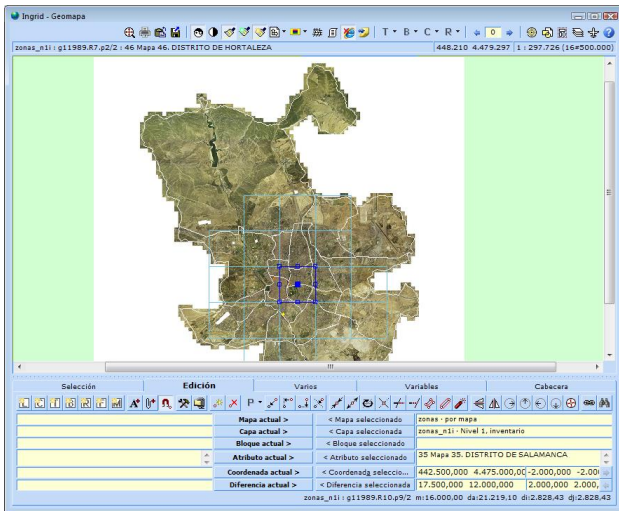 Ingrid - Geomapa
T B C R 0
zonas_n1i : g11989.R7.p2/2 : 46 Mapa 46. DISTRITO DE HORTALEZA 448.210 4.479.297 1 : 297.726 (16≠500.000)
Selección Edición Varios Variables Cabecera
Mapa actual > < Mapa seleccionado zonas - por mapa
Capa actual > < Capa seleccionada zonas_n1i - Nivel 1, inventario
Bloque actual > < Bloque seleccionado
Atributo actual > < Atributo seleccionado 35 Mapa 35. DISTRITO DE SALAMANCA
Coordenada actual > < Coordenada seleccio... 442.500,000 4.475.000,00 -2.000,000 -2.00
Diferencia actual > < Diferencia seleccionada 17.500,000 12.000,000 2.000,000 2.000,
zonas_n1i : g11989.R10.p9/2 m:16.000,00 da:21.219,10 di:2.828,43 dj:2.828,43